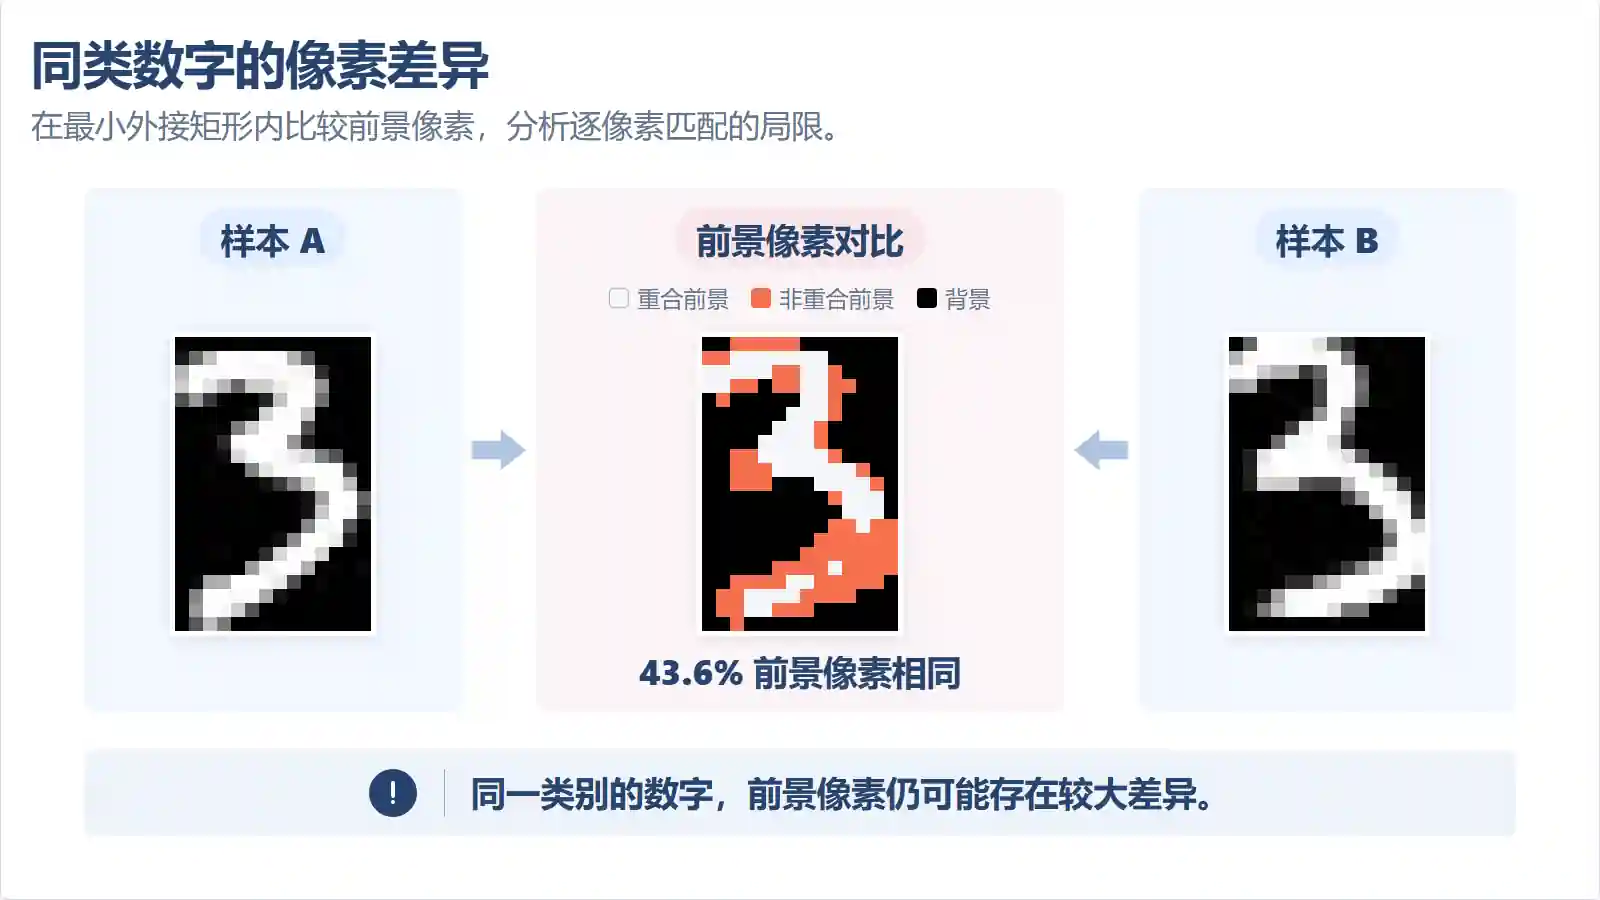 同类数字的像素差异
在最小外接矩形内比较前景像素，分析逐像素匹配的局限。
样本 A
前景像素对比
重合前景 非重合前景 背景
43.6% 前景像素相同
样本 B
同一类别的数字，前景像素仍可能存在较大差异。